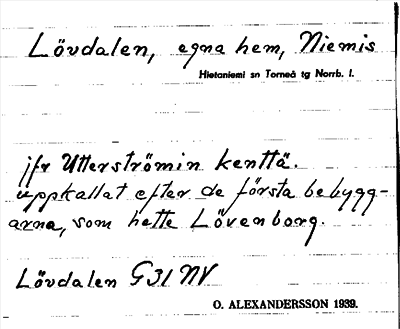 Lövdalen, egna hem, Niemis
Hietaniemi sn Torneå tg Norrb. l.
jfr Utterströmin kenttä.
uppkallat efter de första bebygg-
arna, som hette Lövenborg.
Lövdalen G31 NV
O. ALEXANDERSSON 1939.